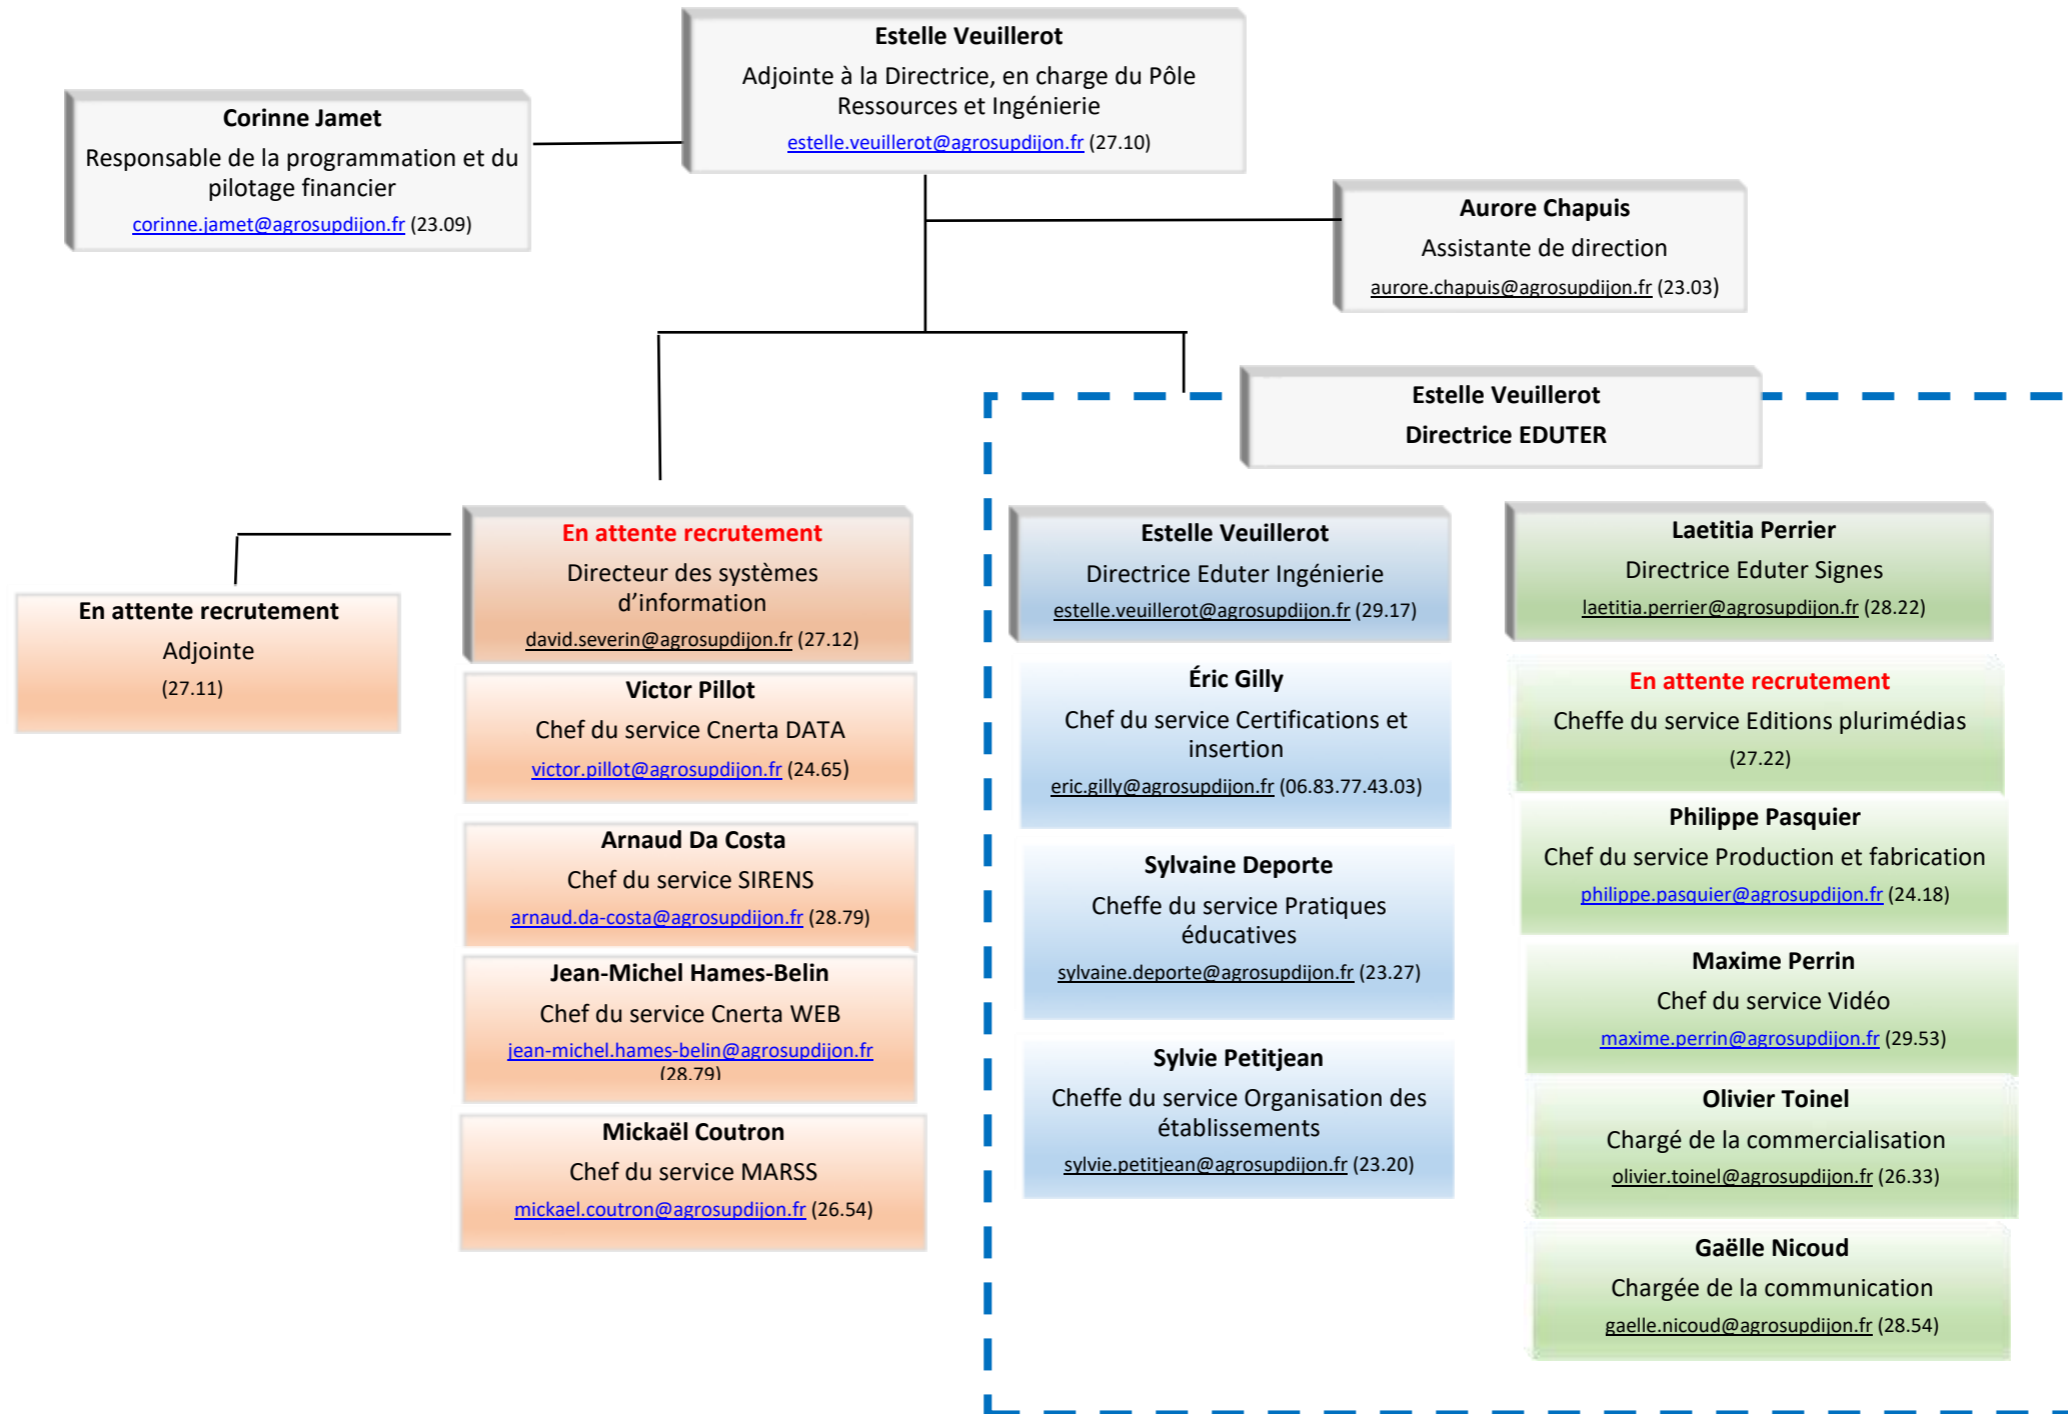 Estelle Veuillerot
Adjointe à la Directrice, en charge du Pôle
Ressources et Ingénierie
estelle.veuillerot@agrosupdijon.fr (27.10)
Corinne Jamet
Responsable de la programmation et du
pilotage financier
corinne.jamet@agrosupdijon.fr (23.09)
Aurore Chapuis
Assistante de direction
aurore.chapuis@agrosupdijon.fr (23.03)
Estelle Veuillerot
Directrice EDUTER
En attente recrutement
Adjointe
(27.11)
En attente recrutement
Directeur des systèmes
d’information
david.severin@agrosupdijon.fr (27.12)
Victor Pillot
Chef du service Cnerta DATA
victor.pillot@agrosupdijon.fr (24.65)
Arnaud Da Costa
Chef du service SIRENS
arnaud.da-costa@agrosupdijon.fr (28.79)
Jean-Michel Hames-Belin
Chef du service Cnerta WEB
jean-michel.hames-belin@agrosupdijon.fr
(28.79)
Mickaël Coutron
Chef du service MARSS
mickael.coutron@agrosupdijon.fr (26.54)
Estelle Veuillerot
Directrice Eduter Ingénierie
estelle.veuillerot@agrosupdijon.fr (29.17)
Éric Gilly
Chef du service Certifications et
insertion
eric.gilly@agrosupdijon.fr (06.83.77.43.03)
Sylvaine Deporte
Cheffe du service Pratiques
éducatives
sylvaine.deporte@agrosupdijon.fr (23.27)
Sylvie Petitjean
Cheffe du service Organisation des
établissements
sylvie.petitjean@agrosupdijon.fr (23.20)
Laetitia Perrier
Directrice Eduter Signes
laetitia.perrier@agrosupdijon.fr (28.22)
En attente recrutement
Cheffe du service Editions plurimédias
(27.22)
Philippe Pasquier
Chef du service Production et fabrication
philippe.pasquier@agrosupdijon.fr (24.18)
Maxime Perrin
Chef du service Vidéo
maxime.perrin@agrosupdijon.fr (29.53)
Olivier Toinel
Chargé de la commercialisation
olivier.toinel@agrosupdijon.fr (26.33)
Gaëlle Nicoud
Chargée de la communication
gaelle.nicoud@agrosupdijon.fr (28.54)